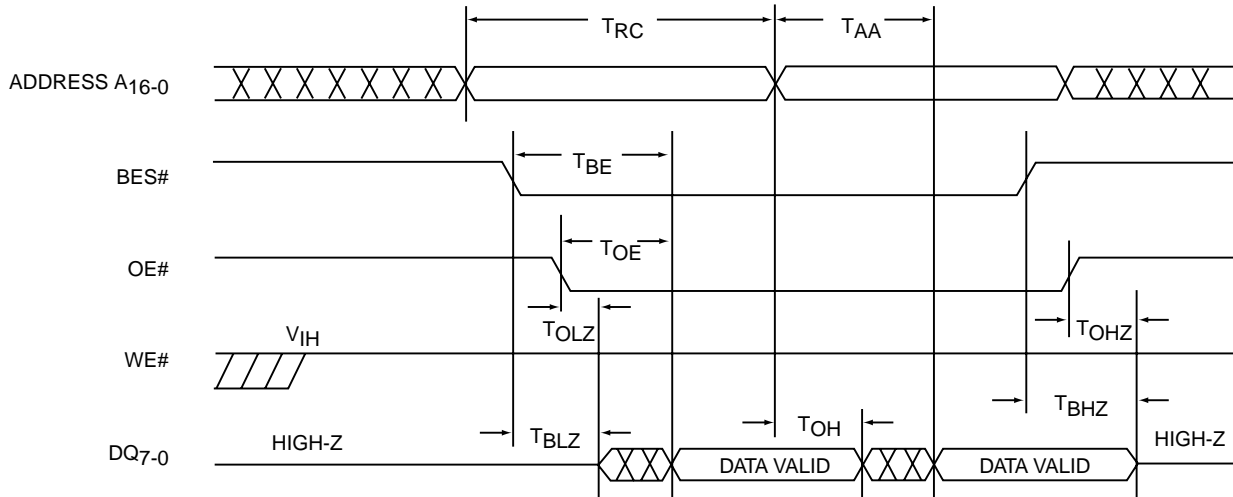 TRC
TAA
ADDRESS A16-0
TBE
BES#
TOE
OE#
TOLZ
TOHZ
VIH
WE#
TBHZ
TOH
TBLZ
HIGH-Z
HIGH-Z
DQ7-0
DATA VALID
DATA VALID